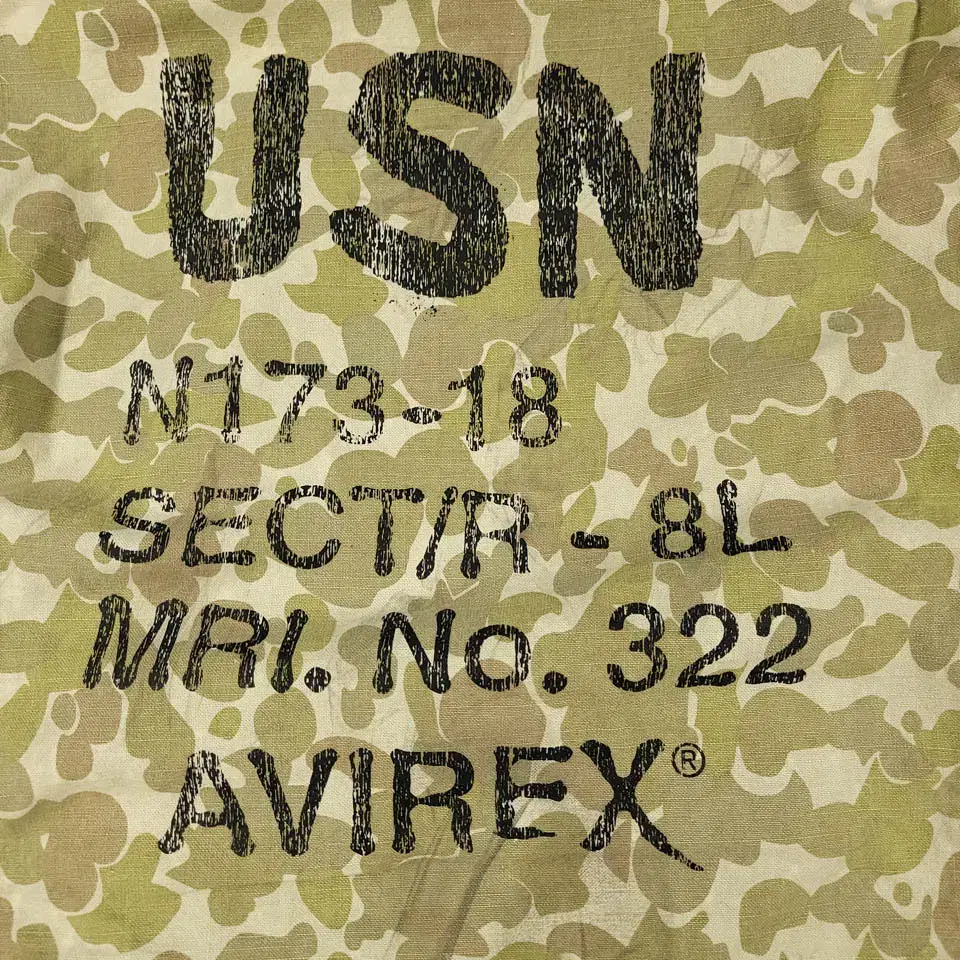 USN
N173-18
SECT/R - 8L
MRI. No. 322
AVIREX®